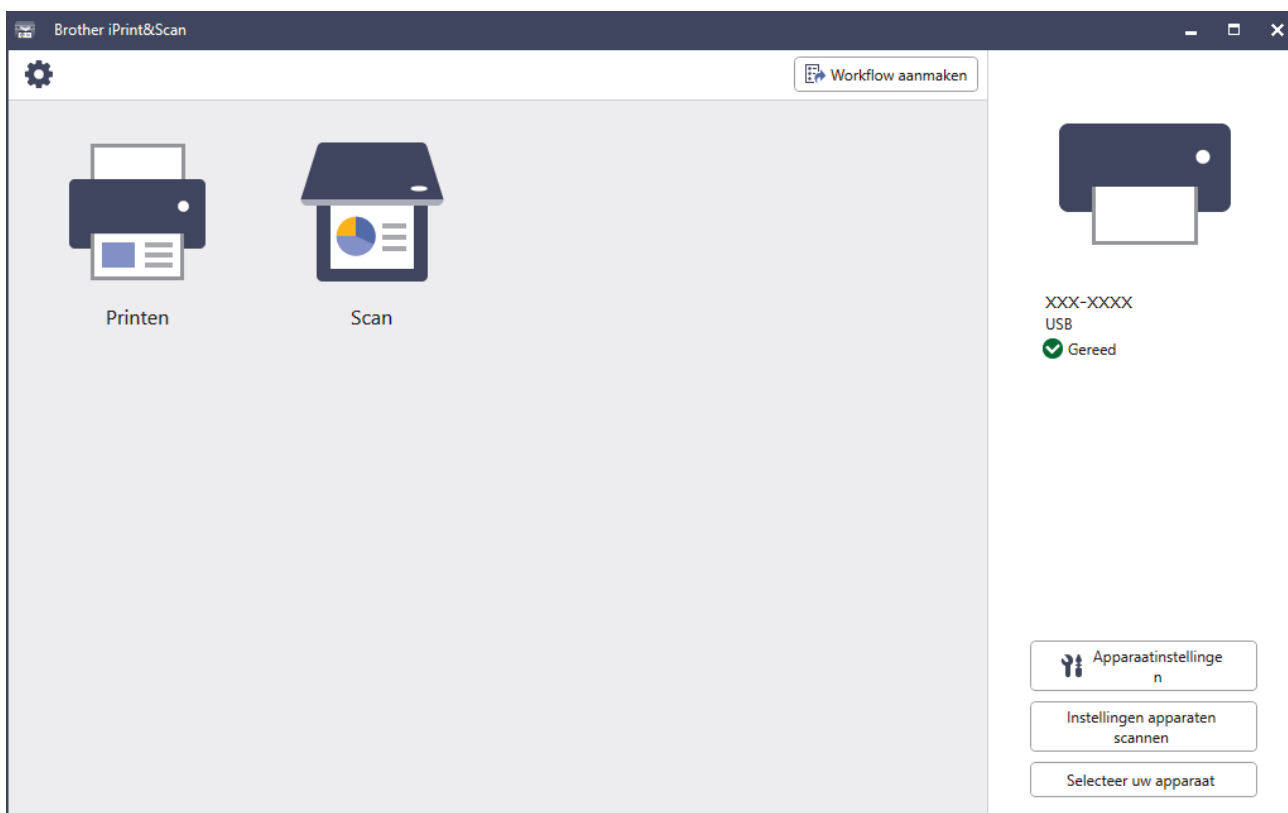 Brother iPrint&Scan
Workflow aanmaken
Printen
Scan
XXX-XXXX
USB
Gereed
Apparaatinstellinge
n
Instellingen apparaten
scannen
Selecteer uw apparaat